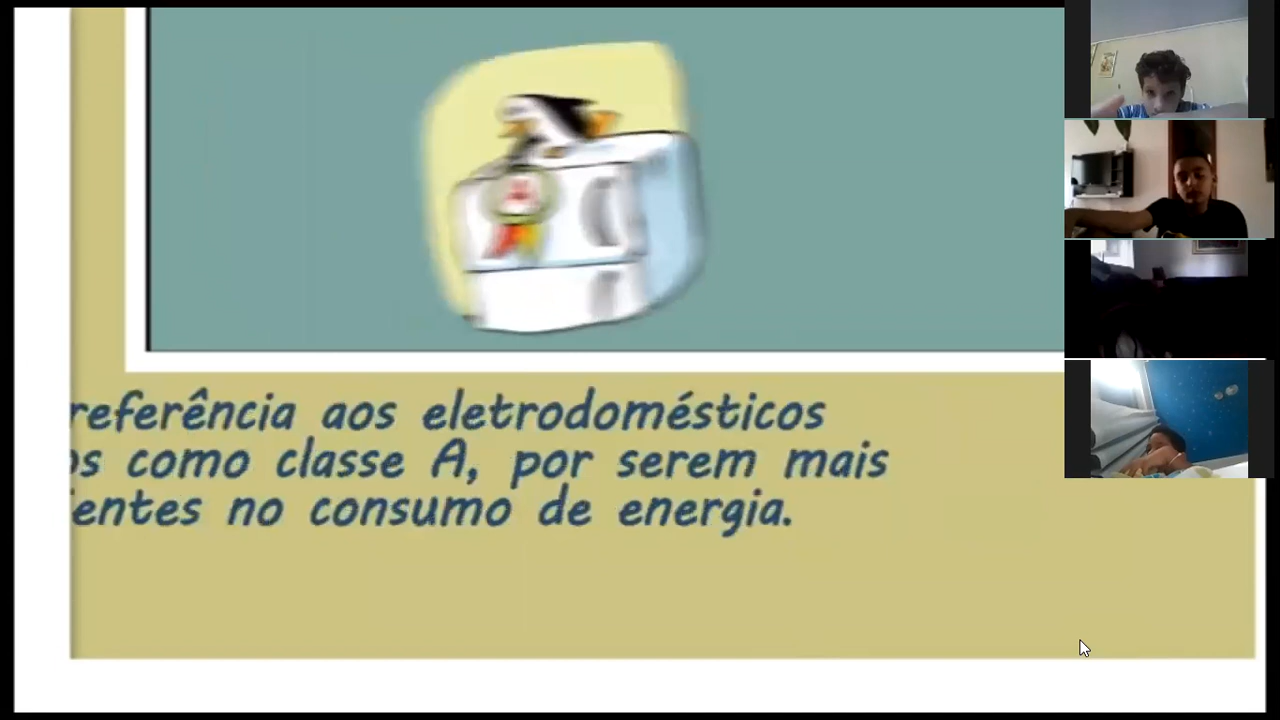 referência aos eletrodomésticos
os como classe A, por serem mais
entes no consumo de energia.